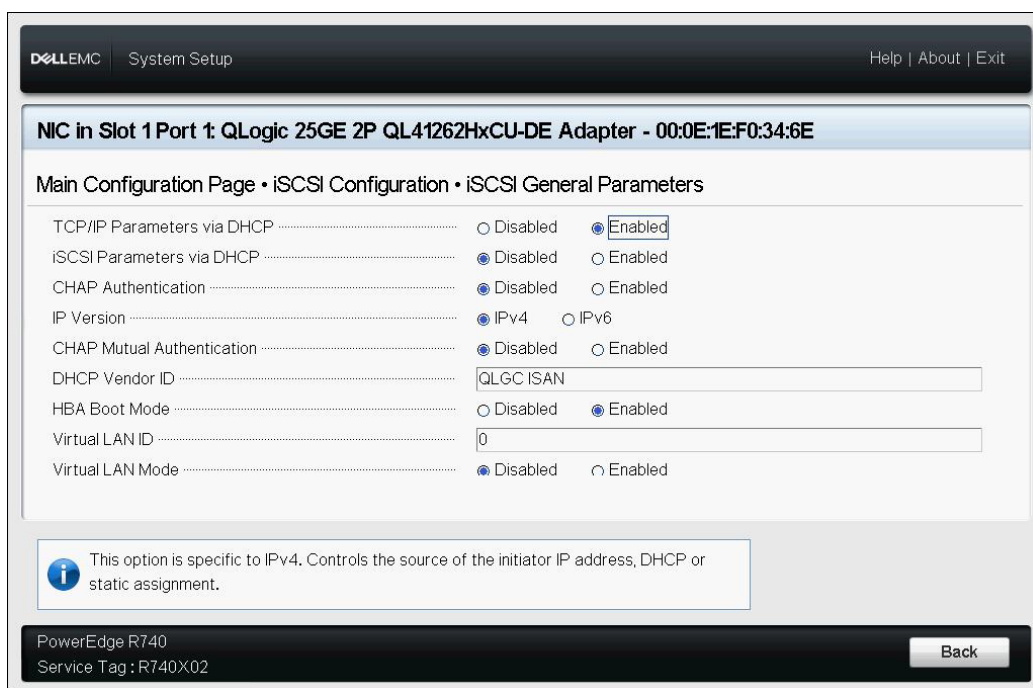 DELLEMC System Setup Help | About | Exit
NIC in Slot 1 Port 1: QLogic 25GE 2P QL41262HxCU-DE Adapter - 00:0E:1E:F0:34:6E
Main Configuration Page • iSCSI Configuration • iSCSI General Parameters
TCP/IP Parameters via DHCP Disabled Enabled
iSCSI Parameters via DHCP Disabled Enabled
CHAP Authentication Disabled Enabled
IP Version IPv4 IPv6
CHAP Mutual Authentication Disabled Enabled
DHCP Vendor ID QLGC ISAN
HBA Boot Mode Disabled Enabled
Virtual LAN ID 0
Virtual LAN Mode Disabled Enabled
This option is specific to IPv4. Controls the source of the initiator IP address, DHCP or
static assignment.
PowerEdge R740
Service Tag : R740X02
Back